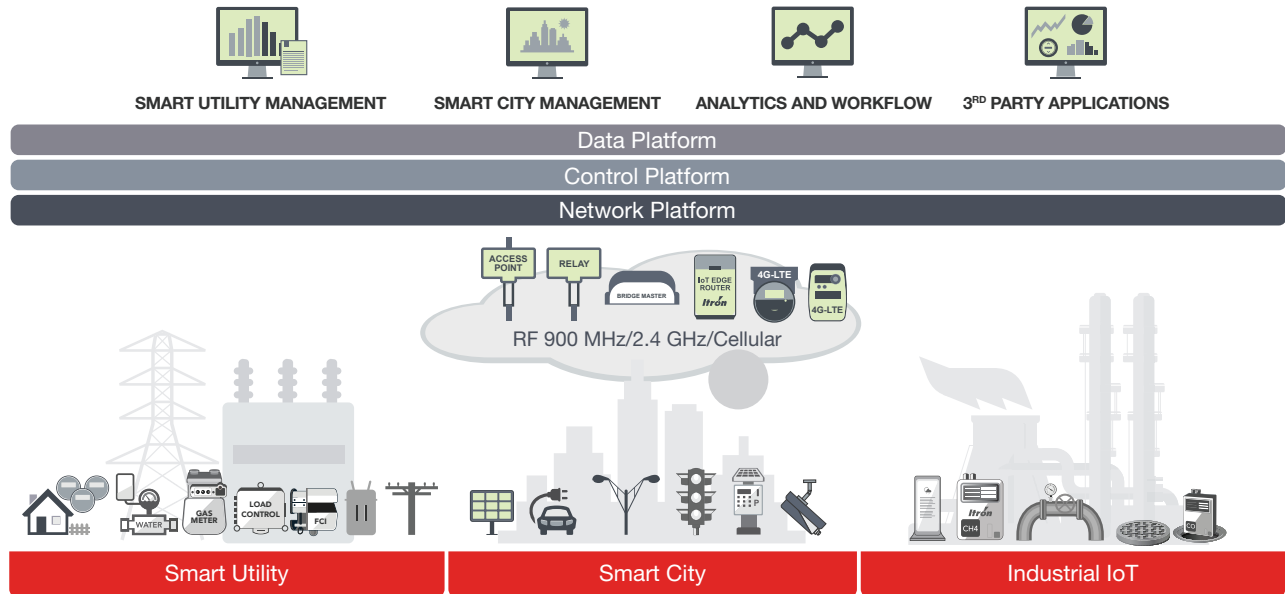 SMART UTILITY MANAGEMENT
SMART CITY MANAGEMENT
ANALYTICS AND WORKFLOW
3RD PARTY APPLICATIONS
Data Platform
Control Platform
Network Platform
ACCESS
POINT
RELAY
BRIDGE MASTER
IoT EDGE
ROUTER
Itron
4G-LTE
4G-LTE
RF 900 MHz/2.4 GHz/Cellular
WATER
GAS
METER
LOAD
CONTROL
FCI
P
Itron
CH4
CO
Smart Utility
Smart City
Industrial IoT